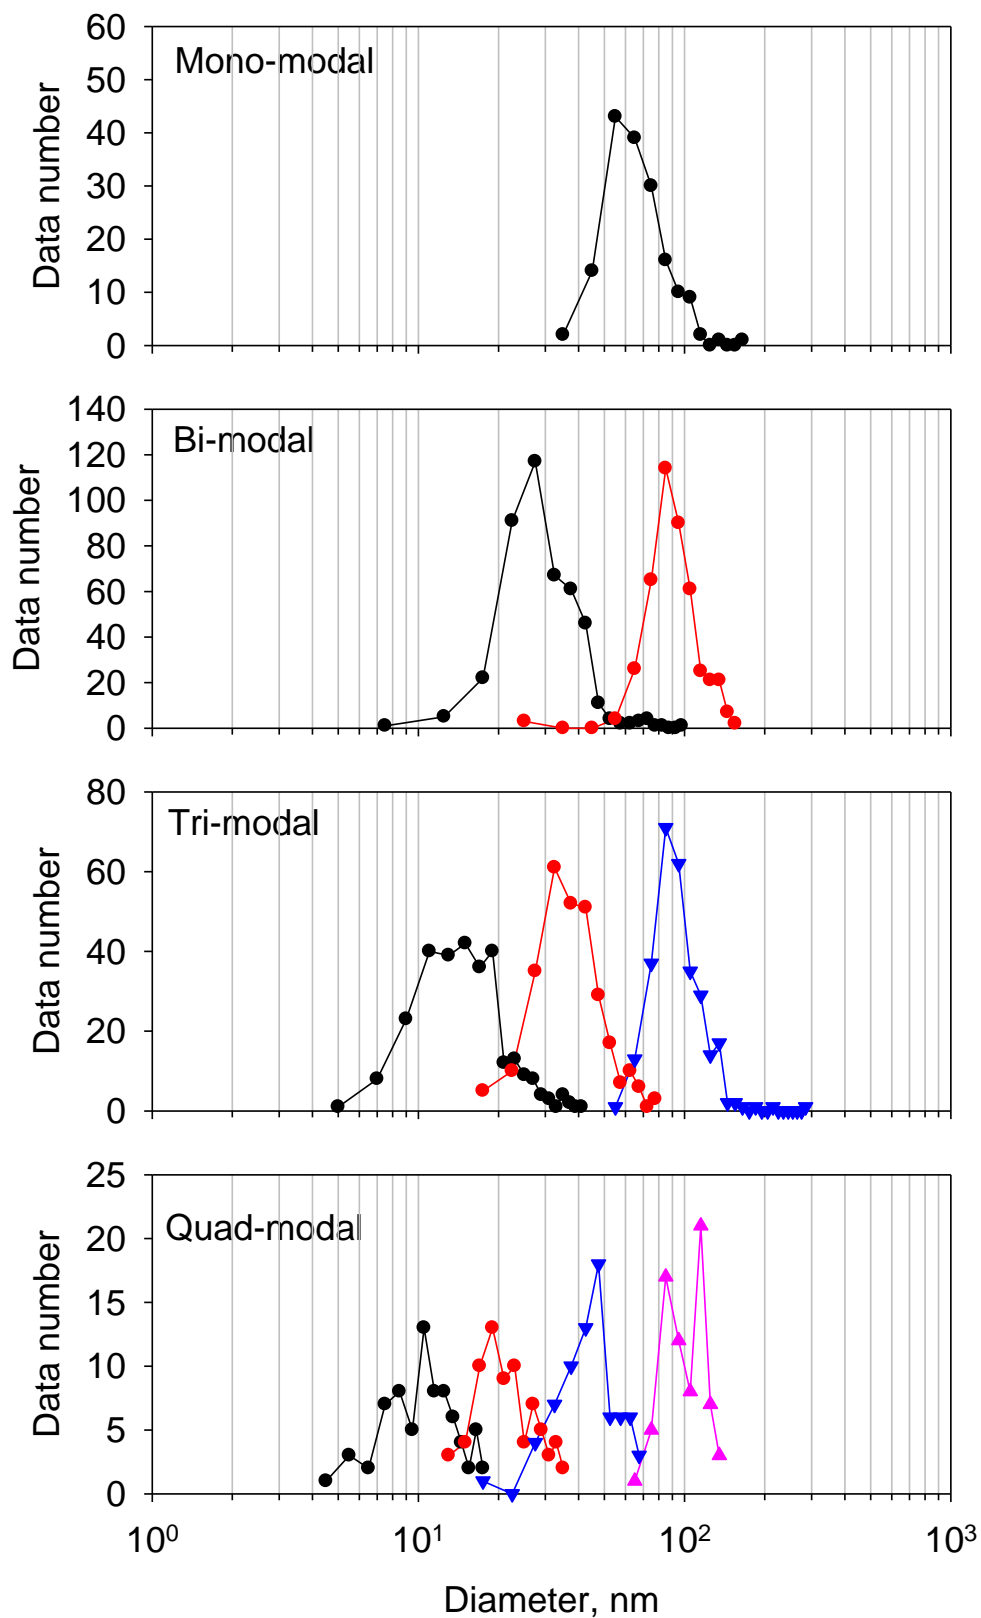 60
Mono-modal
50
40
30
20
10
0
Data number
140
Bi-modal
120
100
80
60
40
20
0
Data number
80
Tri-modal
60
40
20
0
Data number
25
Quad-modal
20
15
10
5
0
Data number
10⁰ 10¹ 10² 10³
Diameter, nm